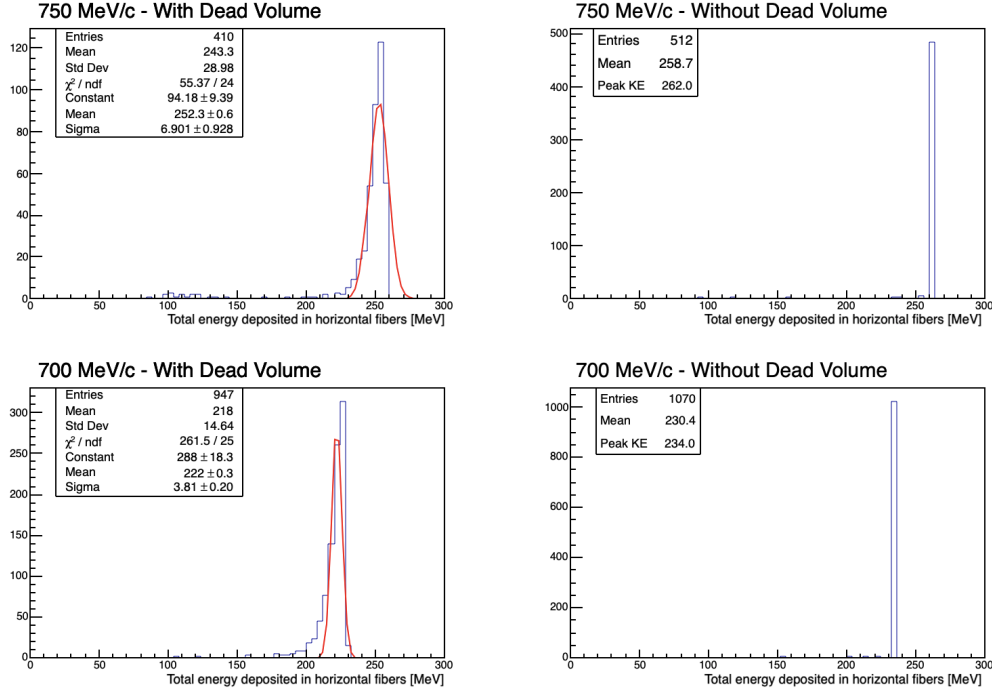 750 MeV/c - With Dead Volume
Entries 410
Mean 243.3
Std Dev 28.98
χ² / ndf 55.37 / 24
Constant 94.18 ± 9.39
Mean 252.3 ± 0.6
Sigma 6.901 ± 0.928
120
100
80
60
40
20
0
0 50 100 150 200 250 300
Total energy deposited in horizontal fibers [MeV]
750 MeV/c - Without Dead Volume
Entries 512
Mean 258.7
Peak KE 262.0
500
400
300
200
100
0
0 50 100 150 200 250 300
Total energy deposited in horizontal fibers [MeV]
700 MeV/c - With Dead Volume
Entries 947
Mean 218
Std Dev 14.64
χ² / ndf 261.5 / 25
Constant 288 ± 18.3
Mean 222 ± 0.3
Sigma 3.81 ± 0.20
300
250
200
150
100
50
0
0 50 100 150 200 250 300
Total energy deposited in horizontal fibers [MeV]
700 MeV/c - Without Dead Volume
Entries 1070
Mean 230.4
Peak KE 234.0
1000
800
600
400
200
0
0 50 100 150 200 250 300
Total energy deposited in horizontal fibers [MeV]